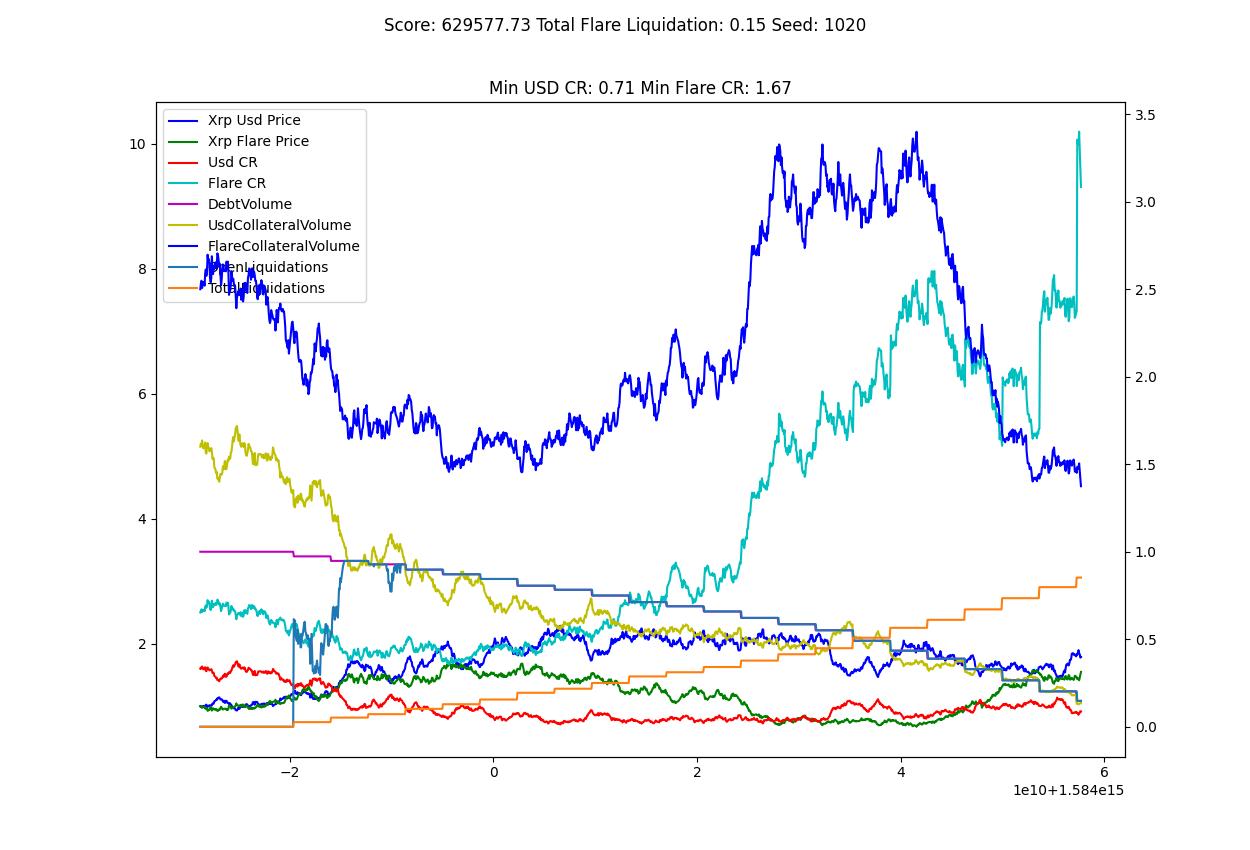 Score: 629577.73 Total Flare Liquidation: 0.15 Seed: 1020
Min USD CR: 0.71 Min Flare CR: 1.67
Xrp Usd Price
Xrp Flare Price
Usd CR
Flare CR
DebtVolume
UsdCollateralVolume
FlareCollateralVolume
OpenLiquidations
TotalLiquidations
10
8
6
4
2
3.5
3.0
2.5
2.0
1.5
1.0
0.5
0.0
−2 0 2 4 6
1e10+1.584e15